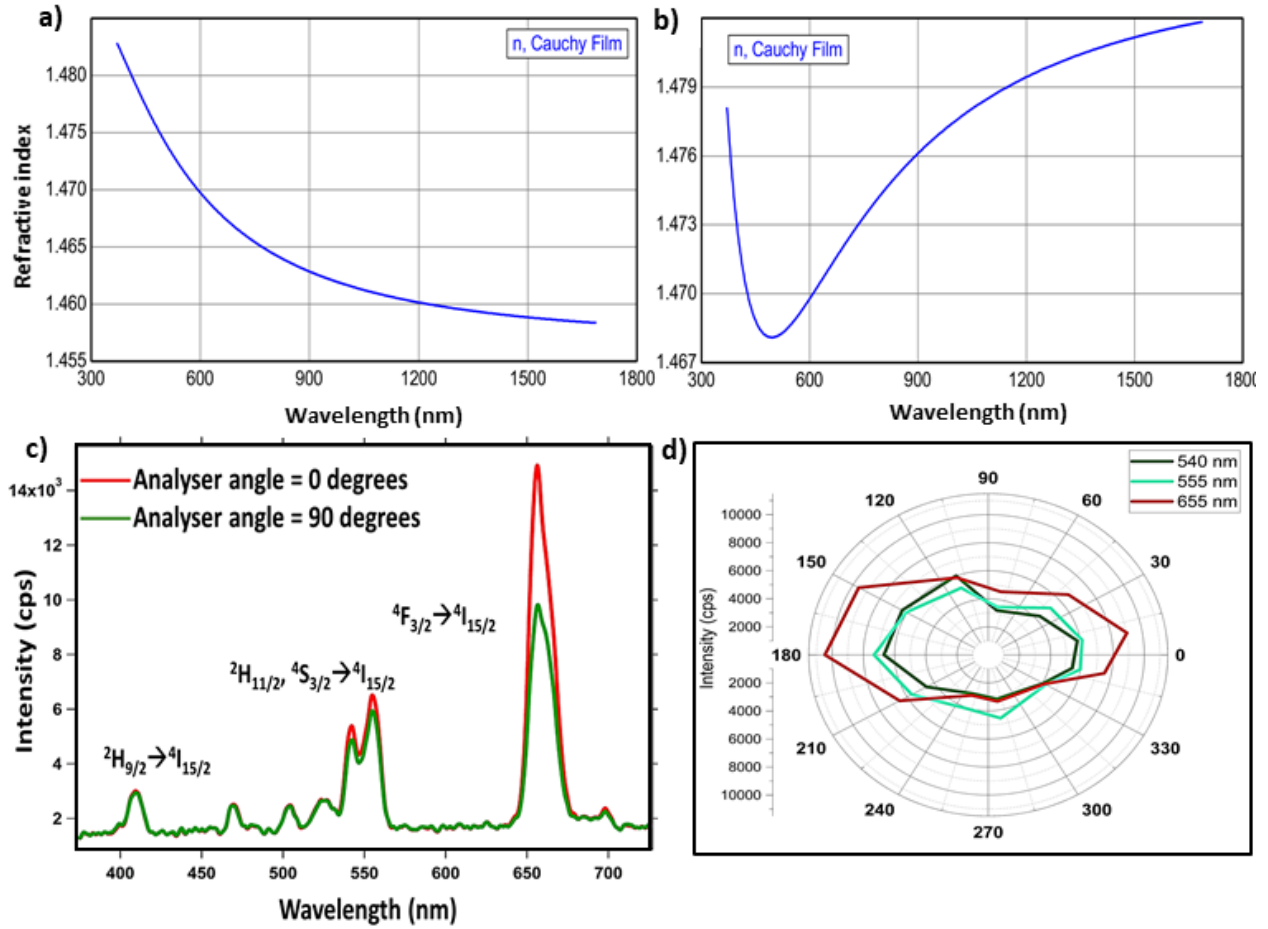 a)
n, Cauchy Film
Refractive index
1.480
1.475
1.470
1.465
1.460
1.455
300 600 900 1200 1500 1800
Wavelength (nm)
b)
n, Cauchy Film
1.479
1.476
1.473
1.470
1.467
300 600 900 1200 1500 1800
Wavelength (nm)
c)
Analyser angle = 0 degrees
Analyser angle = 90 degrees
14x10³
12
10
8
6
4
2
Intensity (cps)
⁴F₃/₂→⁴I₁₅/₂
²H₁₁/₂, ⁴S₃/₂→⁴I₁₅/₂
²H₉/₂→⁴I₁₅/₂
400 450 500 550 600 650 700
Wavelength (nm)
d)
540 nm
555 nm
655 nm
90
120 60
150 30
180 0
210 330
240 300
270
Intensity (cps)
10000
8000
6000
4000
2000
2000
4000
6000
8000
10000